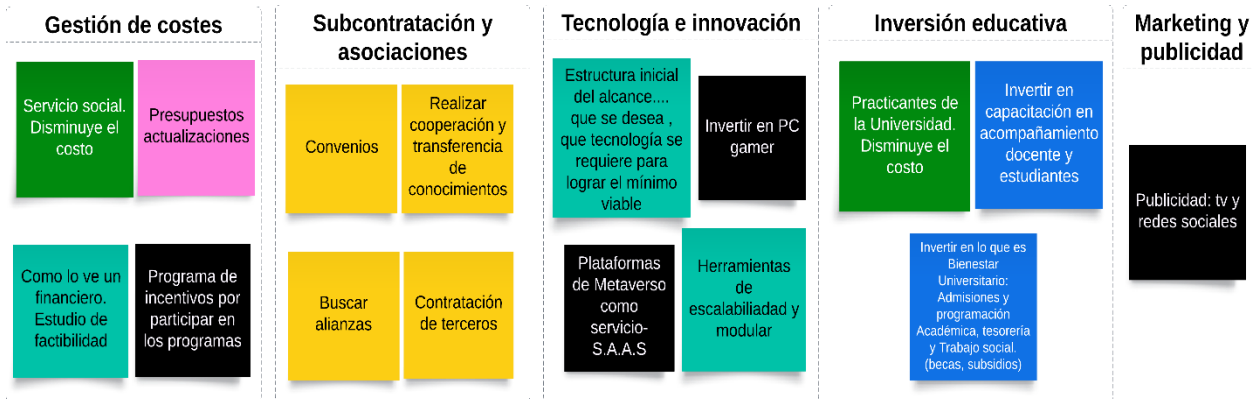 Gestión de costes
Servicio social.
Disminuye el
costo
Presupuestos
actualizaciones
Como lo ve un
financiero.
Estudio de
factibilidad
Programa de
incentivos por
participar en
los programas
Subcontratación y
asociaciones
Convenios
Realizar
cooperación y
transferencia
de
conocimientos
Buscar
alianzas
Contratación
de terceros
Tecnología e innovación
Estructura inicial
del alcance....
que se desea ,
que tecnología se
requiere para
lograr el mínimo
viable
Invertir en PC
gamer
Plataformas
de Metaverso
como
servicio-
S.A.A.S
Herramientas
de
escalabiliadad y
modular
Inversión educativa
Practicantes de
la Universidad.
Disminuye el
costo
Invertir en
capacitación en
acompañamiento
docente y
estudiantes
Invertir en lo que es
Bienestar
Universitario:
Admisiones y
programación
Académica, tesorería
y Trabajo social.
(becas, subsidios)
Marketing y
publicidad
Publicidad: tv y
redes sociales